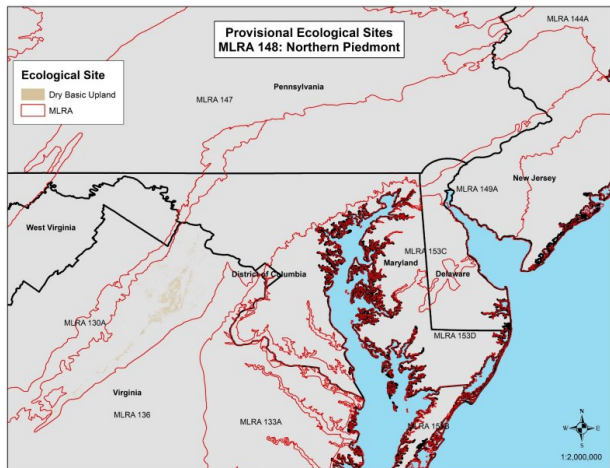 Provisional Ecological Sites
MLRA 148: Northern Piedmont
MLRA 144A
Ecological Site
Dry Basic Upland
MLRA
Pennsylvania
MLRA 147
New Jersey
MLRA 149A
West Virginia
District of Columbia
MLRA 153C
Maryland
Delaware
MLRA 130A
MLRA 153D
Virginia
MLRA 136
MLRA 133A
N
W
E
S
1:2,000,000